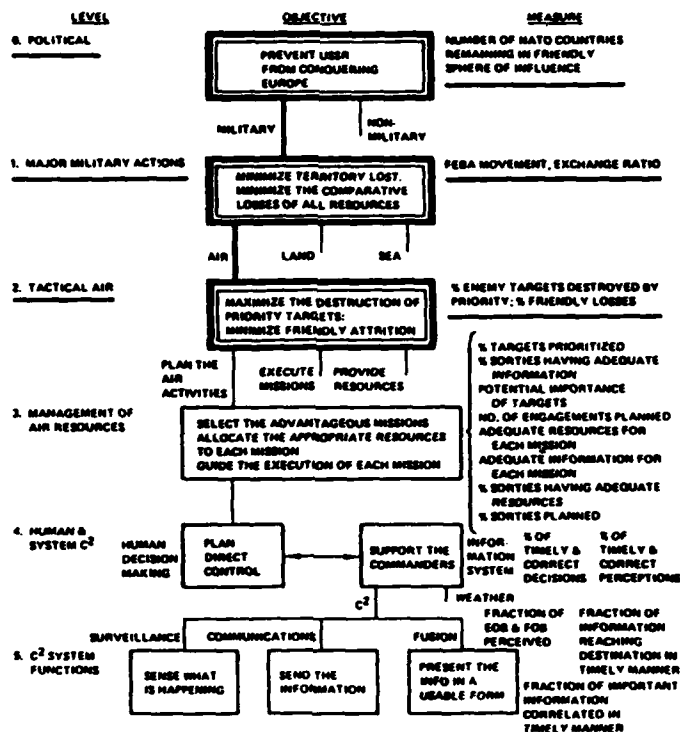 LEVEL OBJECTIVE MEASURE
0. POLITICAL
PREVENT USSR
FROM CONQUERING
EUROPE
NUMBER OF NATO COUNTRIES
REMAINING IN FRIENDLY
SPHERE OF INFLUENCE
MILITARY
NON-
MILITARY
1. MAJOR MILITARY ACTIONS
MINIMIZE TERRITORY LOST.
MINIMIZE THE COMPARATIVE
LOSSES OF ALL RESOURCES
FEBA MOVEMENT, EXCHANGE RATIO
AIR LAND SEA
2. TACTICAL AIR
MAXIMIZE THE DESTRUCTION OF
PRIORITY TARGETS:
MINIMIZE FRIENDLY ATTRITION
% ENEMY TARGETS DESTROYED BY
PRIORITY; % FRIENDLY LOSSES
PLAN THE
AIR
ACTIVITIES
EXECUTE
MISSIONS
PROVIDE
RESOURCES
3. MANAGEMENT OF
AIR RESOURCES
SELECT THE ADVANTAGEOUS MISSIONS
ALLOCATE THE APPROPRIATE RESOURCES
TO EACH MISSION
GUIDE THE EXECUTION OF EACH MISSION
% TARGETS PRIORITIZED
% SORTIES HAVING ADEQUATE
INFORMATION
POTENTIAL IMPORTANCE
OF TARGETS
NO. OF ENGAGEMENTS PLANNED
ADEQUATE RESOURCES FOR
EACH MISSION
ADEQUATE INFORMATION FOR
EACH MISSION
% SORTIES HAVING ADEQUATE
RESOURCES
% SORTIES PLANNED
4. HUMAN &
SYSTEM C²
HUMAN
DECISION
MAKING
PLAN
DIRECT
CONTROL
SUPPORT THE
COMMANDERS
INFOR-
MATION
SYSTEM
% OF
TIMELY &
CORRECT
DECISIONS
% OF
TIMELY &
CORRECT
PERCEPTIONS
C²
WEATHER
SURVEILLANCE COMMUNICATIONS FUSION
5. C² SYSTEM
FUNCTIONS
SENSE WHAT
IS HAPPENING
SEND THE
INFORMATION
PRESENT THE
INFO IN A
USABLE FORM
FRACTION OF
EOB & FOB
PERCEIVED
FRACTION OF
INFORMATION
REACHING
DESTINATION IN
TIMELY MANNER
FRACTION OF IMPORTANT
INFORMATION
CORRELATED IN
TIMELY MANNER